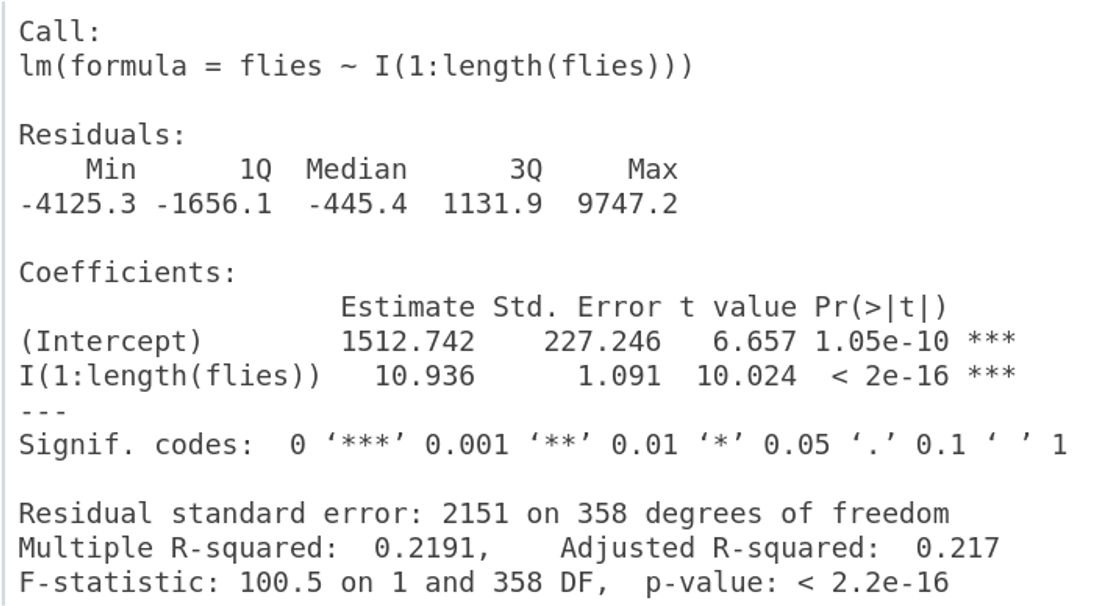 Call:
lm(formula = flies ~ I(1:length(flies)))
Residuals:
    Min      1Q  Median      3Q     Max
-4125.3 -1656.1  -445.4  1131.9  9747.2
Coefficients:
                   Estimate Std. Error t value Pr(>|t|)
(Intercept)        1512.742    227.246   6.657 1.05e-10 ***
I(1:length(flies))   10.936      1.091  10.024  < 2e-16 ***
---
Signif. codes:  0 ‘***’ 0.001 ‘**’ 0.01 ‘*’ 0.05 ‘.’ 0.1 ‘ ’ 1
Residual standard error: 2151 on 358 degrees of freedom
Multiple R-squared:  0.2191,    Adjusted R-squared:  0.217
F-statistic: 100.5 on 1 and 358 DF,  p-value: < 2.2e-16